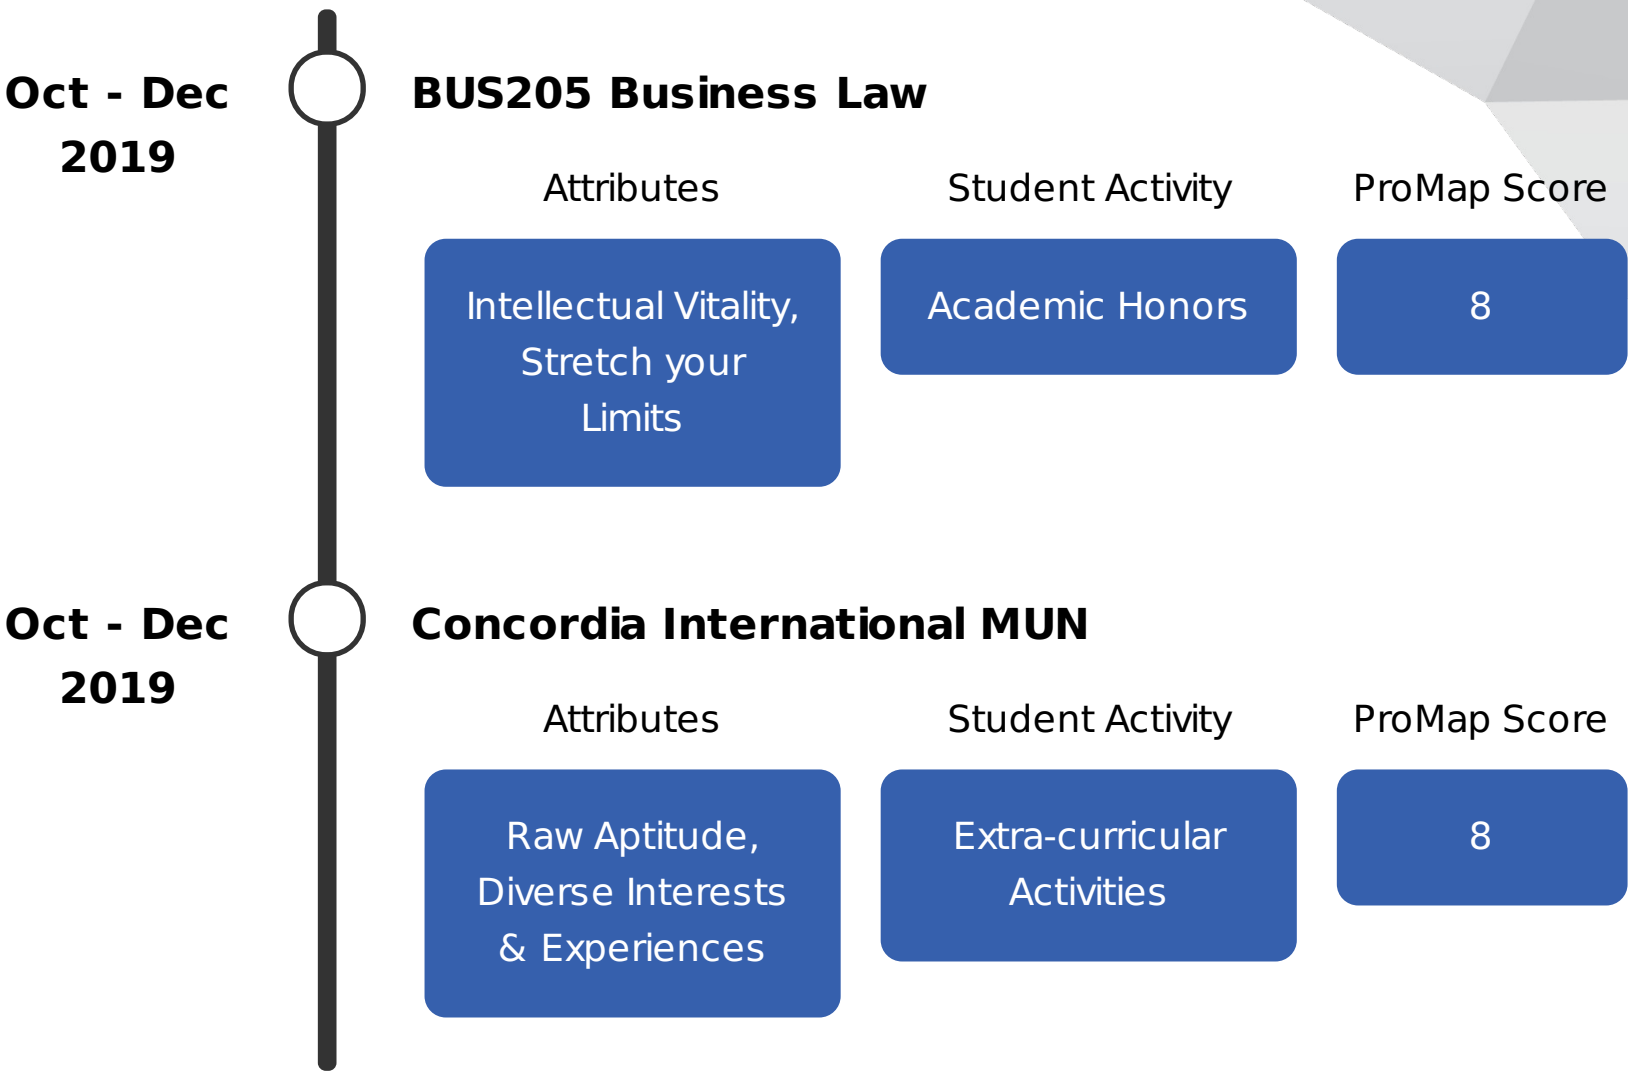 Oct - Dec
2019
BUS205 Business Law
Attributes
Student Activity
ProMap Score
Intellectual Vitality,
Stretch your
Limits
Academic Honors
8
Oct - Dec
2019
Concordia International MUN
Attributes
Student Activity
ProMap Score
Raw Aptitude,
Diverse Interests
& Experiences
Extra-curricular
Activities
8